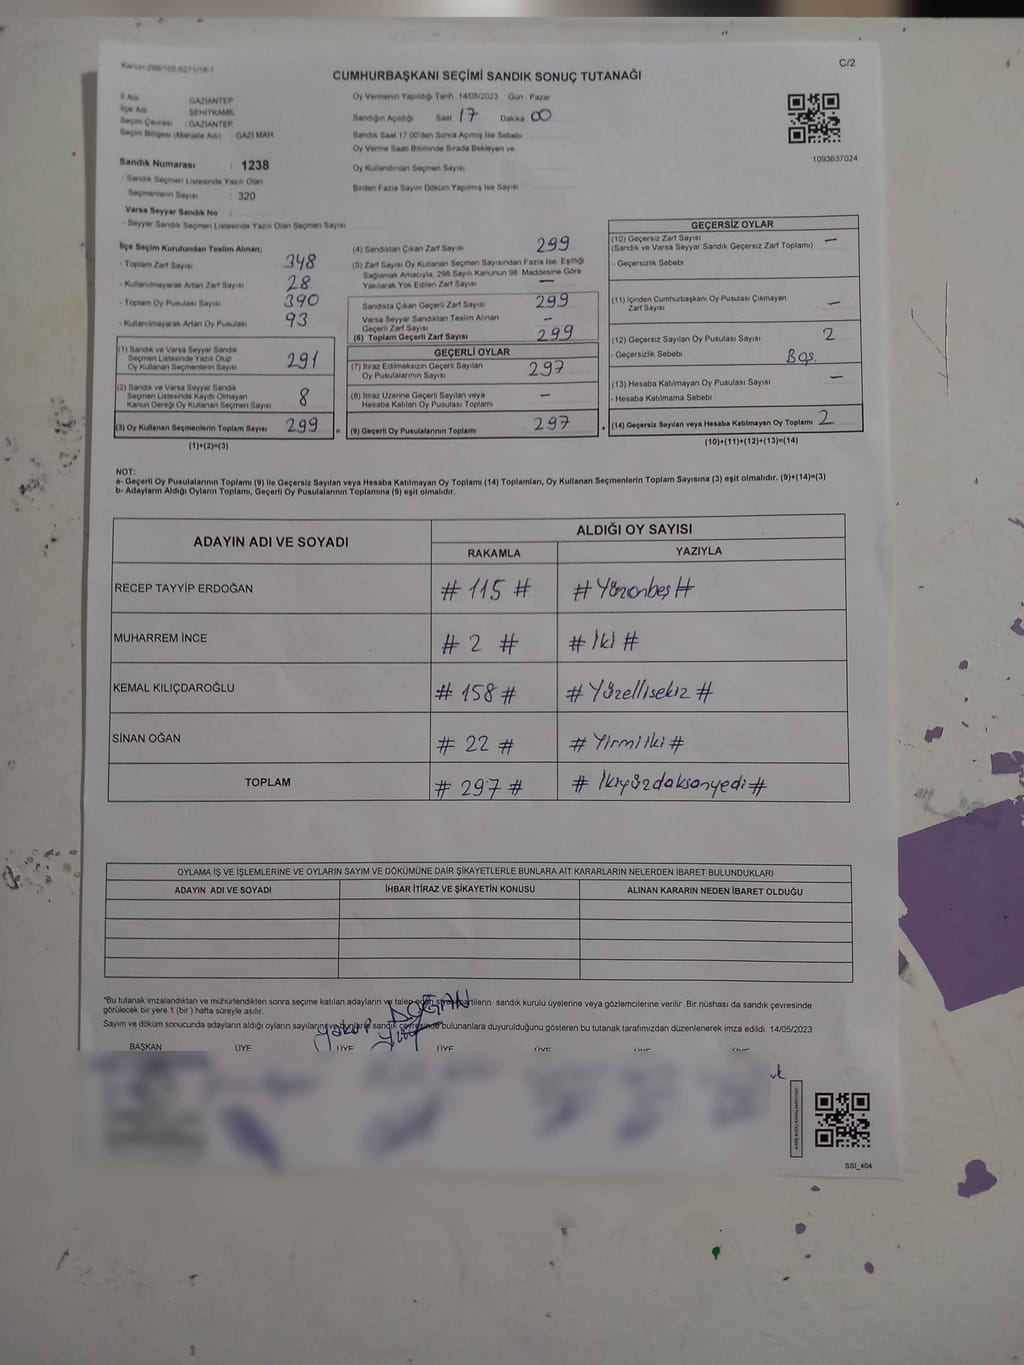 Kanun 298/105.6271/16-1
C/2
CUMHURBAŞKANI SEÇİMİ SANDIK SONUÇ TUTANAĞI
İl Adı : GAZİANTEP
İlçe Adı : ŞEHİTKAMİL
Seçim Çevresi : GAZİANTEP
Seçim Bölgesi (Mahalle Adı) : GAZİ MAH
Oy Vermenin Yapıldığı Tarih 14/05/2023 Gün Pazar
Sandığın Açıldığı Saat 17 Dakika 00
Sandık Saat 17.00'den Sonra Açılmış İse Sebebi
Oy Verme Saati Bitiminde Sırada Bekleyen ve
Oy Kullandırılan Seçmen Sayısı
Birden Fazla Sayım Döküm Yapılmış İse Sayısı
1093637024
Sandık Numarası : 1238
- Sandık Seçmen Listesinde Yazılı Olan
Seçmenlerin Sayısı : 320
Varsa Seyyar Sandık No :
- Seyyar Sandık Seçmen Listesinde Yazılı Olan Seçmen Sayısı
İlçe Seçim Kurulundan Teslim Alınan;
- Toplam Zarf Sayısı 348
- Kullanılmayarak Artan Zarf Sayısı 28
- Toplam Oy Pusulası Sayısı 390
- Kullanılmayarak Artan Oy Pusulası 93
(1) Sandık ve Varsa Seyyar Sandık
Seçmen Listesinde Yazılı Olup
Oy Kullanan Seçmenlerin Sayısı 291
(2) Sandık ve Varsa Seyyar Sandık
Seçmen Listesinde Kayıtlı Olmayan
Kanun Gereği Oy Kullanan Seçmen Sayısı 8
(3) Oy Kullanan Seçmenlerin Toplam Sayısı 299
(1)+(2)=(3)
(4) Sandıktan Çıkan Zarf Sayısı 299
(5) Zarf Sayısı Oy Kullanan Seçmen Sayısından Fazla İse, Eşitliği
Sağlamak Amacıyla, 298 Sayılı Kanunun 98. Maddesine Göre
Yakılarak Yok Edilen Zarf Sayısı —
Sandıkta Çıkan Geçerli Zarf Sayısı 299
Varsa Seyyar Sandıktan Teslim Alınan
Geçerli Zarf Sayısı –
(6) Toplam Geçerli Zarf Sayısı 299
GEÇERLİ OYLAR
(7) İtiraz Edilmeksizin Geçerli Sayılan
Oy Pusulalarının Sayısı 297
(8) İtiraz Üzerine Geçerli Sayılan veya
Hesaba Katılan Oy Pusulası Toplamı –
(9) Geçerli Oy Pusulalarının Toplamı 297
GEÇERSİZ OYLAR
(10) Geçersiz Zarf Sayısı
(Sandık ve Varsa Seyyar Sandık Geçersiz Zarf Toplamı) —
- Geçersizlik Sebebi
(11) İçinden Cumhurbaşkanı Oy Pusulası Çıkmayan
Zarf Sayısı —
(12) Geçersiz Sayılan Oy Pusulası Sayısı 2
- Geçersizlik Sebebi Boş.
(13) Hesaba Katılmayan Oy Pusulası Sayısı —
- Hesaba Katılmama Sebebi
(14) Geçersiz Sayılan veya Hesaba Katılmayan Oy Toplamı 2
(10)+(11)+(12)+(13)=(14)
NOT:
a- Geçerli Oy Pusulalarının Toplamı (9) ile Geçersiz Sayılan veya Hesaba Katılmayan Oy Toplamı (14) Toplamları, Oy Kullanan Seçmenlerin Toplam Sayısına (3) eşit olmalıdır. (9)+(14)=(3)
b- Adayların Aldığı Oyların Toplamı, Geçerli Oy Pusulalarının Toplamına (9) eşit olmalıdır.
ADAYIN ADI VE SOYADI
ALDIĞI OY SAYISI
RAKAMLA YAZIYLA
RECEP TAYYİP ERDOĞAN # 115 # # Yüzonbeş #
MUHARREM İNCE # 2 # # İki #
KEMAL KILIÇDAROĞLU # 158 # # Yüzellisekiz #
SİNAN OĞAN # 22 # # Yirmiiki #
TOPLAM # 297 # # İkiyüzdoksanyedi #
OYLAMA İŞ VE İŞLEMLERİNE VE OYLARIN SAYIM VE DÖKÜMÜNE DAİR ŞİKAYETLERLE BUNLARA AİT KARARLARIN NELERDEN İBARET BULUNDUKLARI
ADAYIN ADI VE SOYADI İHBAR İTİRAZ VE ŞİKAYETİN KONUSU ALINAN KARARIN NEDEN İBARET OLDUĞU
*Bu tutanak imzalandıktan ve mühürlendikten sonra seçime katılan adayların ve talep eden siyasi partilerin sandık kurulu üyelerine veya gözlemcilerine verilir. Bir nüshası da sandık çevresinde
görülecek bir yere 1 (bir ) hafta süreyle asılır.
Sayım ve döküm sonucunda adayların aldığı oyların sayılarını ve bunların sandık çevresinde bulunanlara duyurulduğunu gösteren bu tutanak tarafımızdan düzenlenerek imza edildi. 14/05/2023
Yakup DOĞAN
BAŞKAN ÜYE ÜYE ÜYE ÜYE ÜYE ÜYE
SSI_404